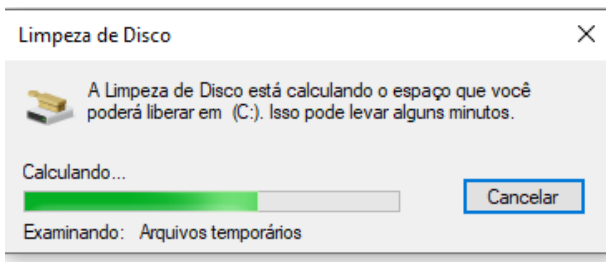 Limpeza de Disco
A Limpeza de Disco está calculando o espaço que você
poderá liberar em (C:). Isso pode levar alguns minutos.
Calculando...
Cancelar
Examinando: Arquivos temporários